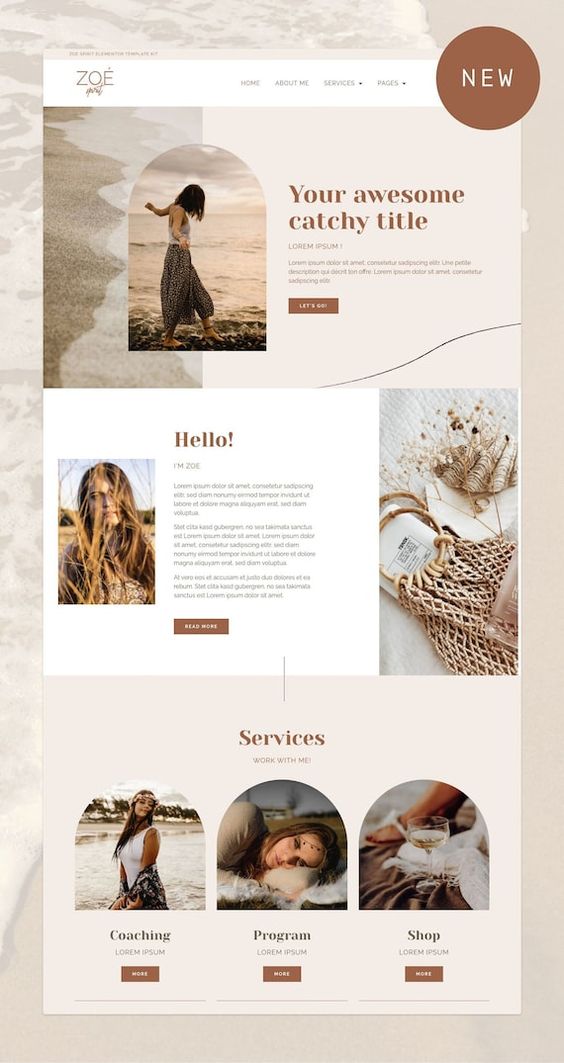 ZOE SPIRIT ELEMENTOR TEMPLATE KIT
NEW
ZOÉ
spirit
HOME ABOUT ME SERVICES PAGES
Your awesome
catchy title
LOREM IPSUM !
Lorem ipsum dolor sit amet, consetetur sadipscing elitr. Une petite
description qui décrit ton offre. Lorem ipsum dolor sit amet, consetetur
sadipscing elitr.
LET'S GO!
Hello!
I'M ZOE
Lorem ipsum dolor sit amet, consetetur sadipscing elitr,
sed diam nonumy eirmod tempor invidunt ut
labore et dolore magna aliquyam erat, sed diam
voluptua.
Stet clita kasd gubergren, no sea takimata sanctus
est Lorem ipsum dolor sit amet. Lorem ipsum dolor
sit amet, consetetur sadipscing elitr, sed diam
nonumy eirmod tempor invidunt ut labore et dolore
magna aliquyam erat, sed diam voluptua.
At vero eos et accusam et justo duo dolores et ea
rebum. Stet clita kasd gubergren, no sea takimata
sanctus est Lorem ipsum dolor sit amet.
READ MORE
Services
WORK WITH ME!
Coaching Program Shop
LOREM IPSUM LOREM IPSUM LOREM IPSUM
MORE MORE MORE